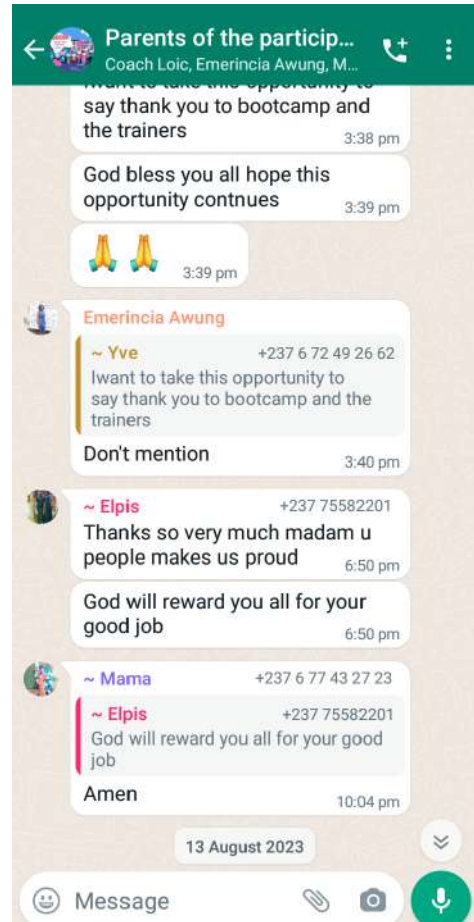 Parents of the particip...
Coach Loic, Emerincia Awung, M...
say thank you to bootcamp and
the trainers
3:38 pm
God bless you all hope this
opportunity contnues
3:39 pm
3:39 pm
Emerincia Awung
~ Yve +237 6 72 49 26 62
Iwant to take this opportunity to
say thank you to bootcamp and the
trainers
Don't mention
3:40 pm
~ Elpis +237 75582201
Thanks so very much madam u
people makes us proud
6:50 pm
God will reward you all for your
good job
6:50 pm
~ Mama +237 6 77 43 27 23
~ Elpis +237 75582201
God will reward you all for your good
job
Amen
10:04 pm
13 August 2023
Message